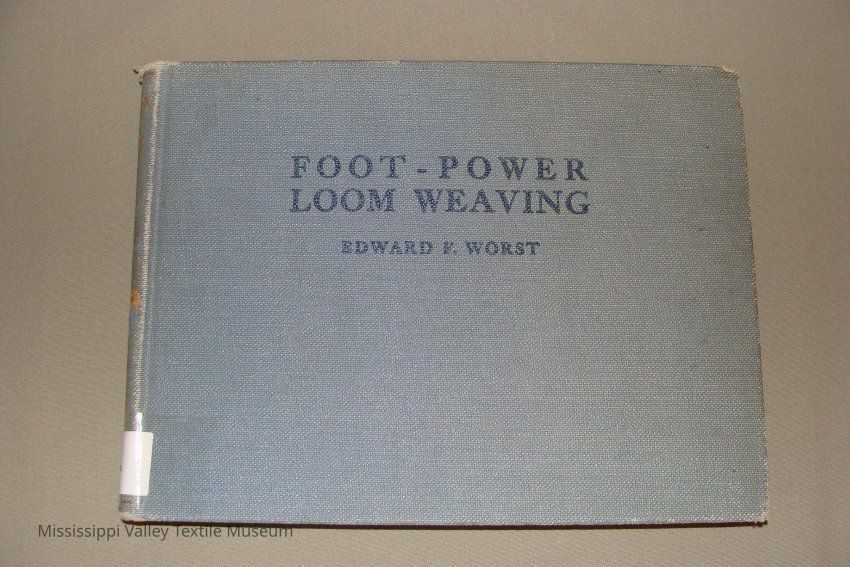 FOOT-POWER
LOOM WEAVING
EDWARD F. WORST
Mississippi Valley Textile Museum